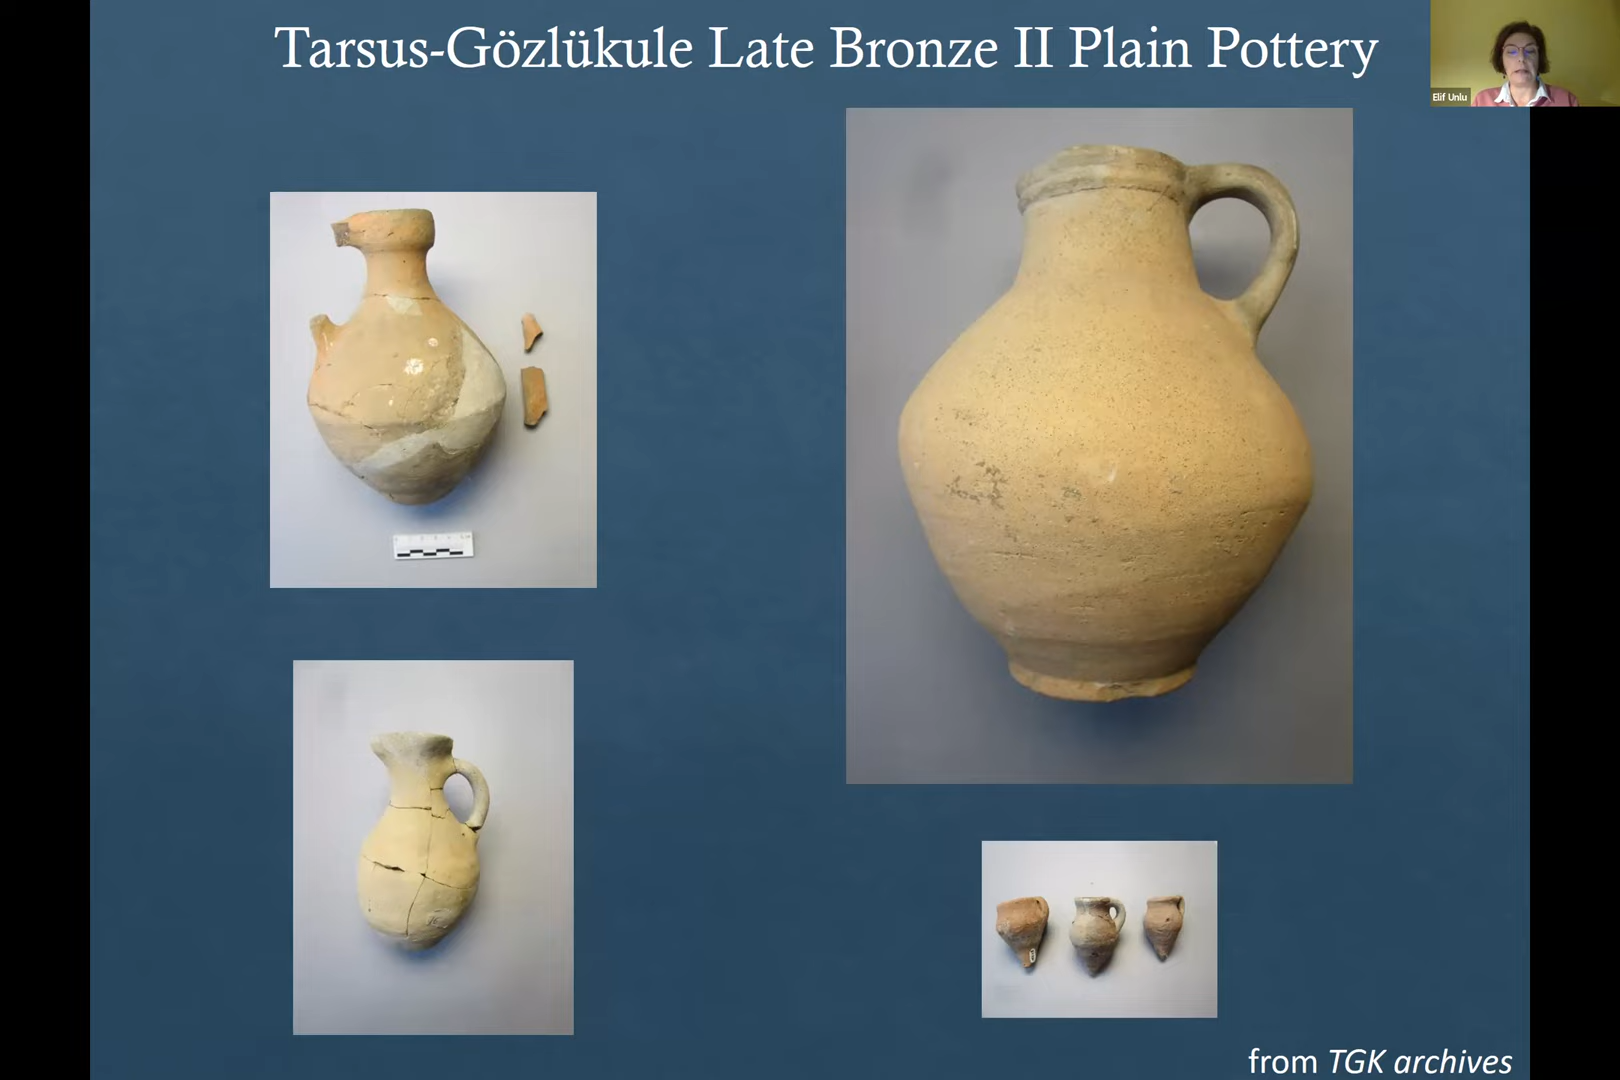 Tarsus-Gözlükule Late Bronze II Plain Pottery
Elif Unlu
from TGK archives